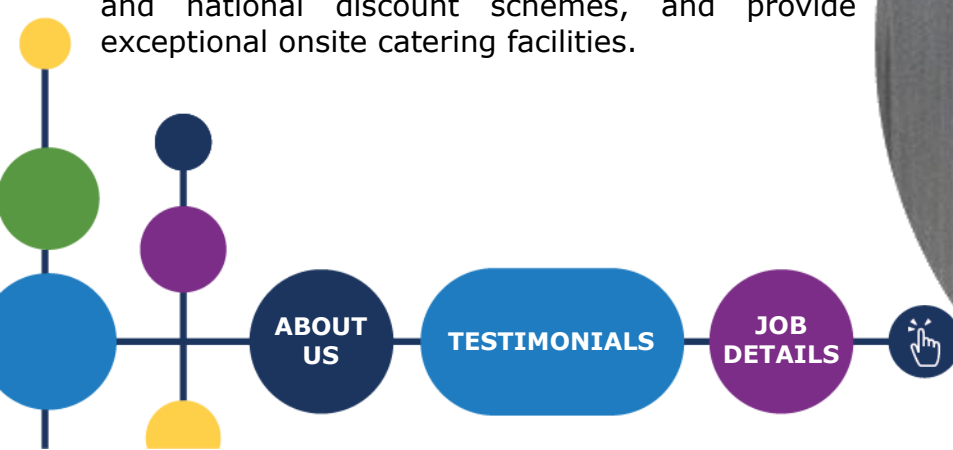 and national discount schemes, and provide
exceptional onsite catering facilities.
ABOUT
US
TESTIMONIALS
JOB
DETAILS